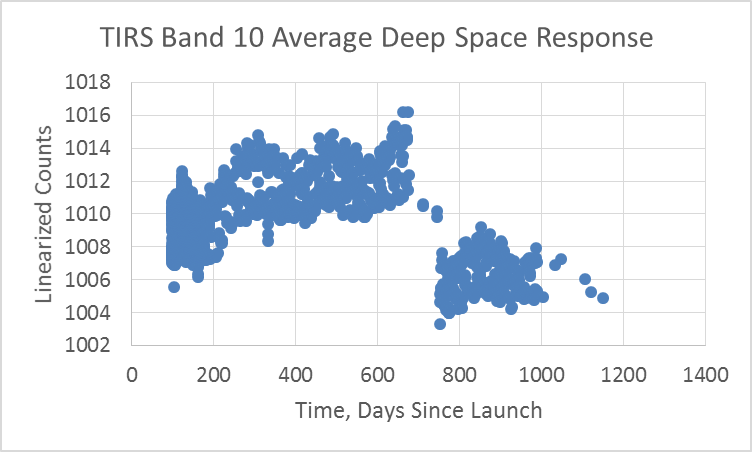 TIRS Band 10 Average Deep Space Response
1018
1016
1014
1012
1010
1008
1006
1004
1002
Linearized Counts
0 200 400 600 800 1000 1200 1400
Time, Days Since Launch